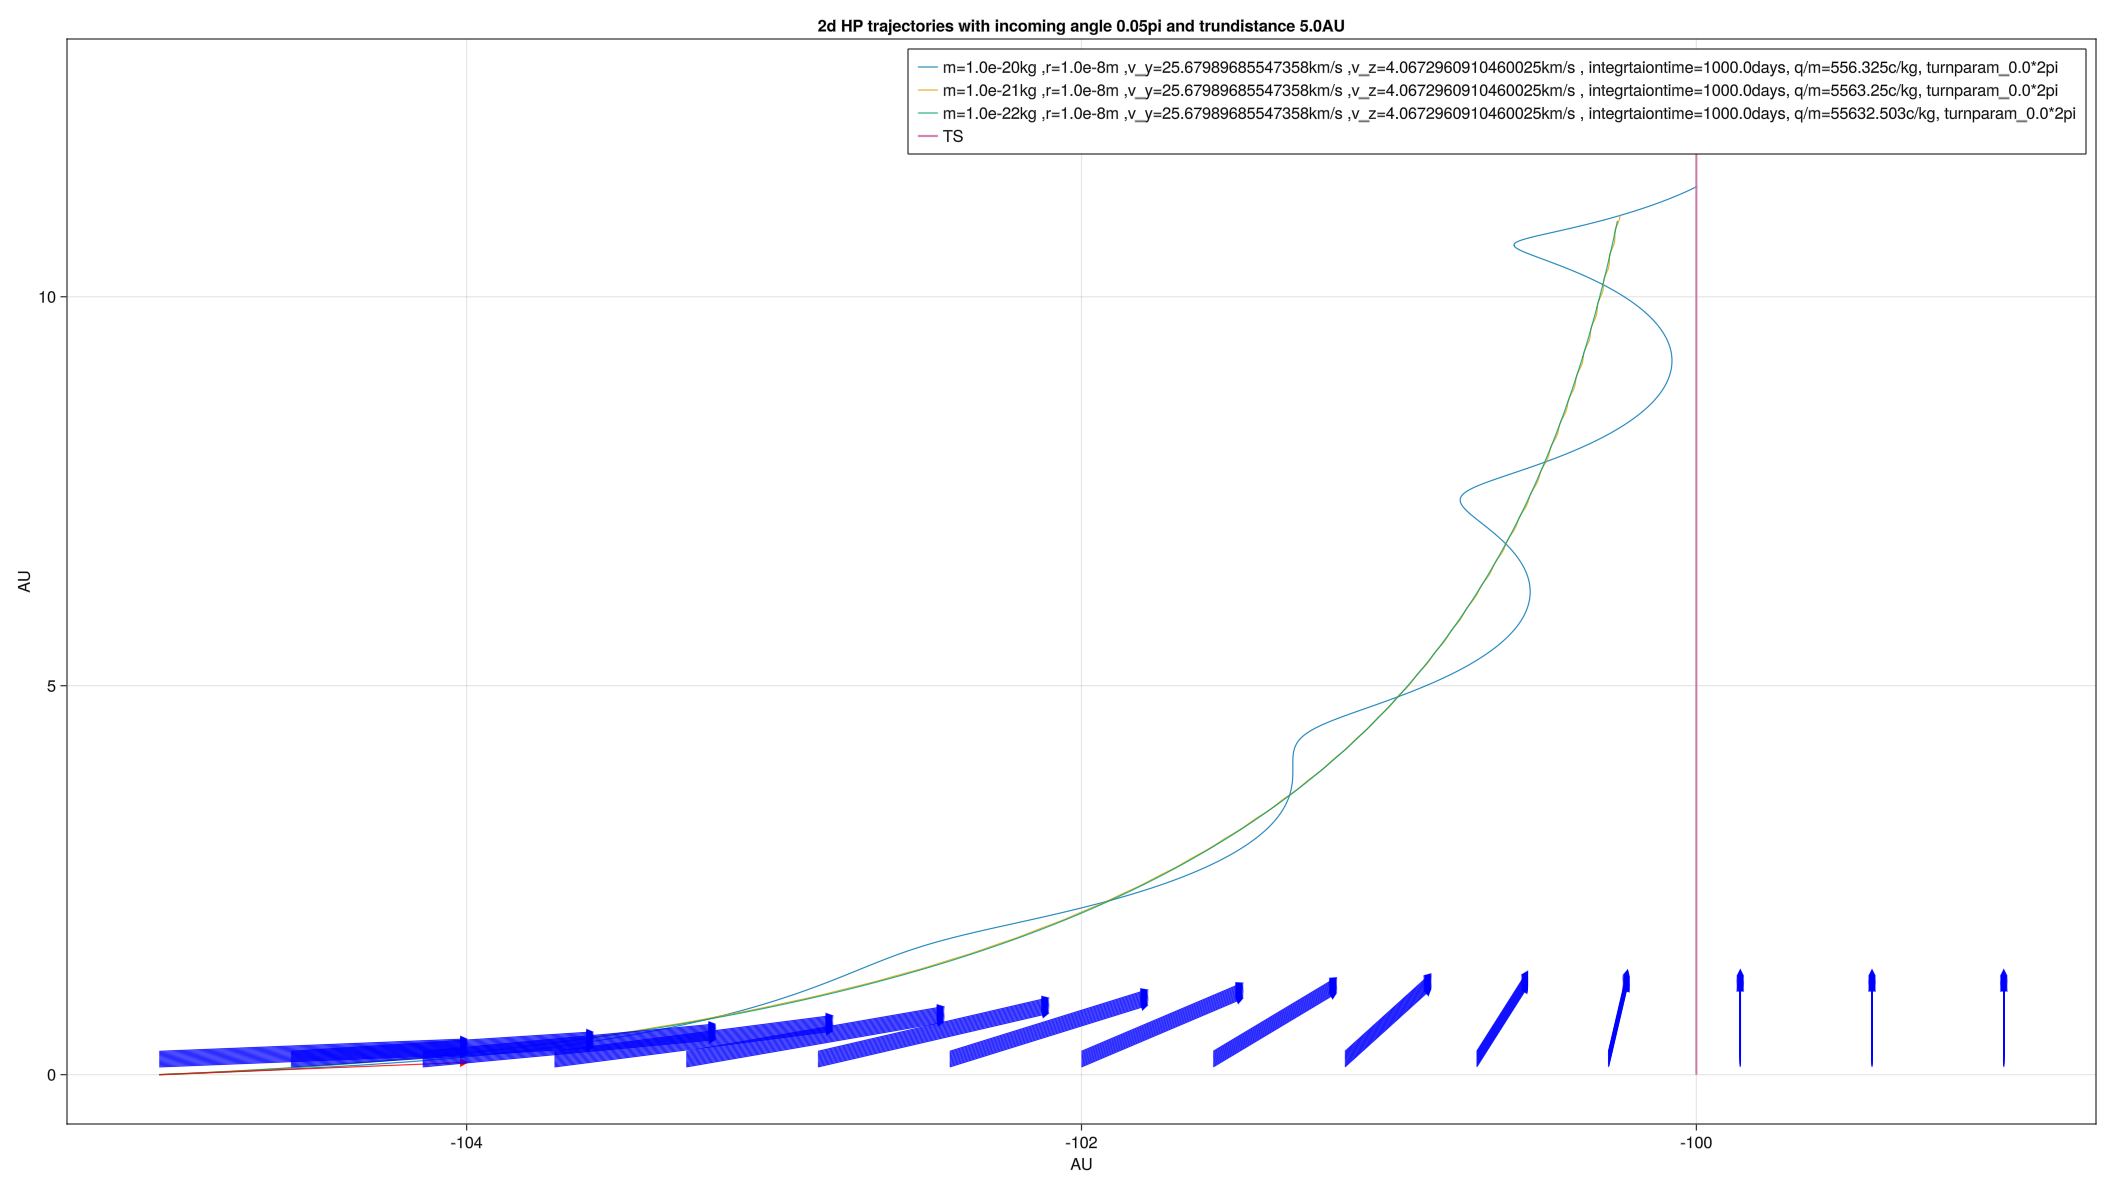 2d HP trajectories with incoming angle 0.05pi and trundistance 5.0AU
m=1.0e-20kg ,r=1.0e-8m ,v_y=25.67989685547358km/s ,v_z=4.0672960910460025km/s , integrtaiontime=1000.0days, q/m=556.325c/kg, turnparam_0.0*2pi
m=1.0e-21kg ,r=1.0e-8m ,v_y=25.67989685547358km/s ,v_z=4.0672960910460025km/s , integrtaiontime=1000.0days, q/m=5563.25c/kg, turnparam_0.0*2pi
m=1.0e-22kg ,r=1.0e-8m ,v_y=25.67989685547358km/s ,v_z=4.0672960910460025km/s , integrtaiontime=1000.0days, q/m=55632.503c/kg, turnparam_0.0*2pi
TS
10
5
0
AU
-104
-102
-100
AU